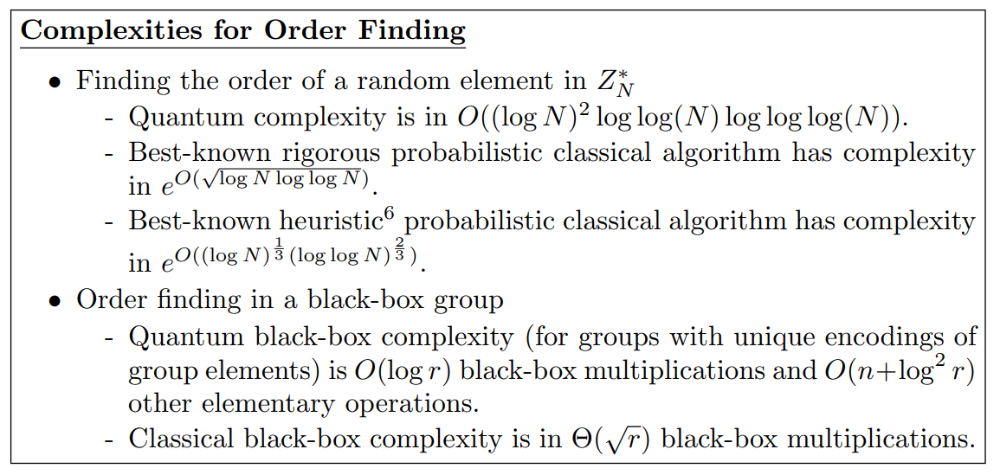 Complexities for Order Finding
• Finding the order of a random element in $Z_N^*$
- Quantum complexity is in $O((\log N)^2 \log\log(N) \log\log\log(N))$.
- Best-known rigorous probabilistic classical algorithm has complexity
in $e^{O(\sqrt{\log N \log\log N})}$.
- Best-known heuristic$^6$ probabilistic classical algorithm has complexity
in $e^{O((\log N)^{\frac{1}{3}}(\log\log N)^{\frac{2}{3}})}$.
• Order finding in a black-box group
- Quantum black-box complexity (for groups with unique encodings of
group elements) is $O(\log r)$ black-box multiplications and $O(n+\log^2 r)$
other elementary operations.
- Classical black-box complexity is in $\Theta(\sqrt{r})$ black-box multiplications.